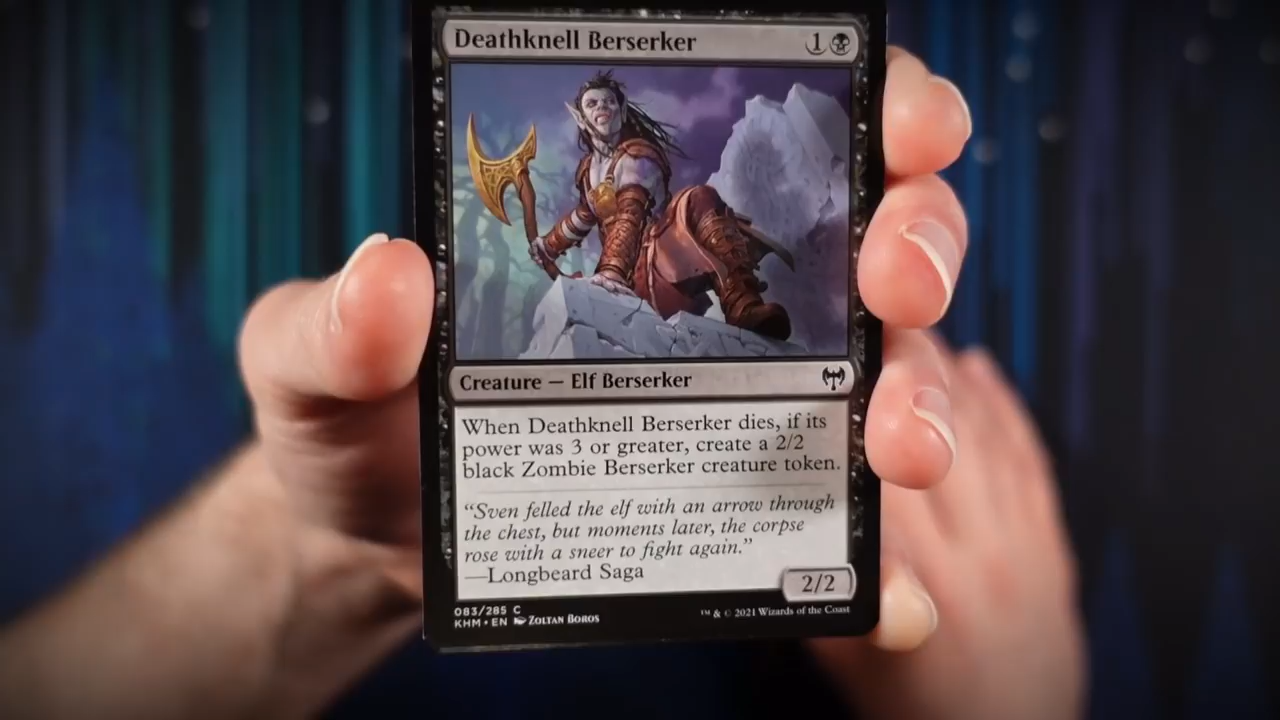 Deathknell Berserker 1
Creature — Elf Berserker
When Deathknell Berserker dies, if its
power was 3 or greater, create a 2/2
black Zombie Berserker creature token.
“Sven felled the elf with an arrow through
the chest, but moments later, the corpse
rose with a sneer to fight again.”
—Longbeard Saga
2/2
083/285 C
KHM • EN Zoltan Boros
™ & © 2021 Wizards of the Coast